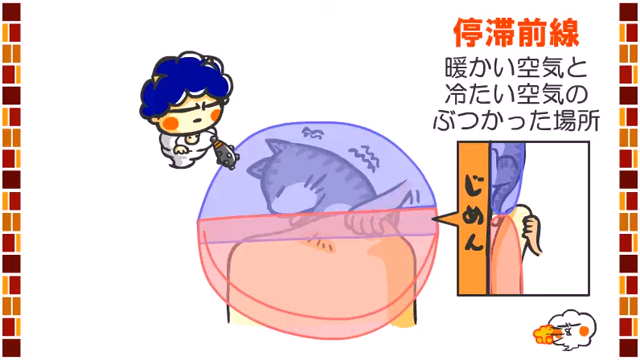 停滞前線
暖かい空気と
冷たい空気の
ぶつかった場所
じめん